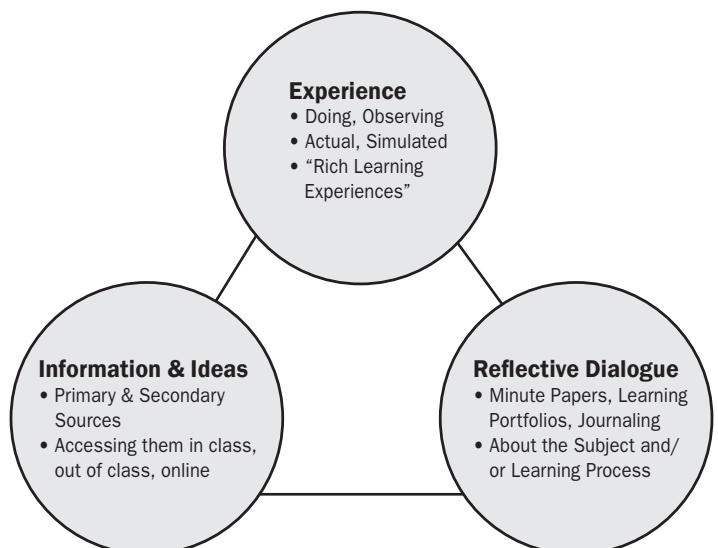 Experience
• Doing, Observing
• Actual, Simulated
• “Rich Learning
Experiences”
Information & Ideas
• Primary & Secondary
Sources
• Accessing them in class,
out of class, online
Reflective Dialogue
• Minute Papers, Learning
Portfolios, Journaling
• About the Subject and/
or Learning Process